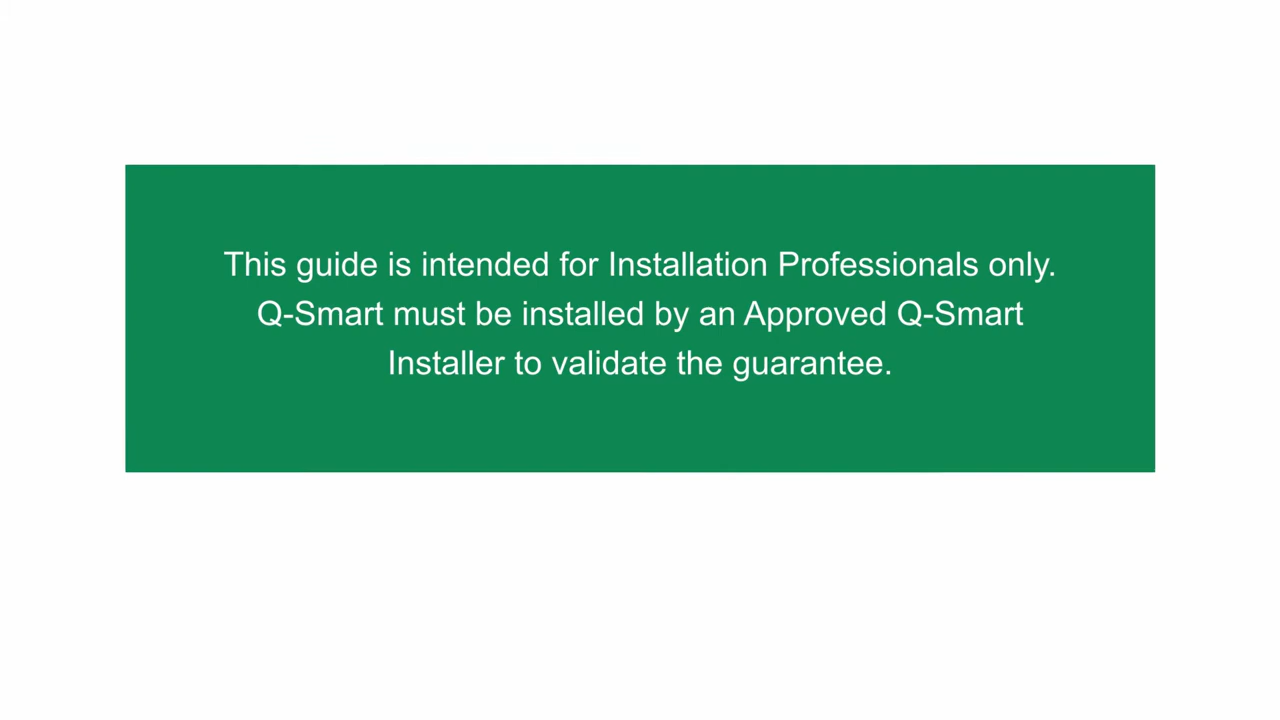 This guide is intended for Installation Professionals only.
Q-Smart must be installed by an Approved Q-Smart
Installer to validate the guarantee.